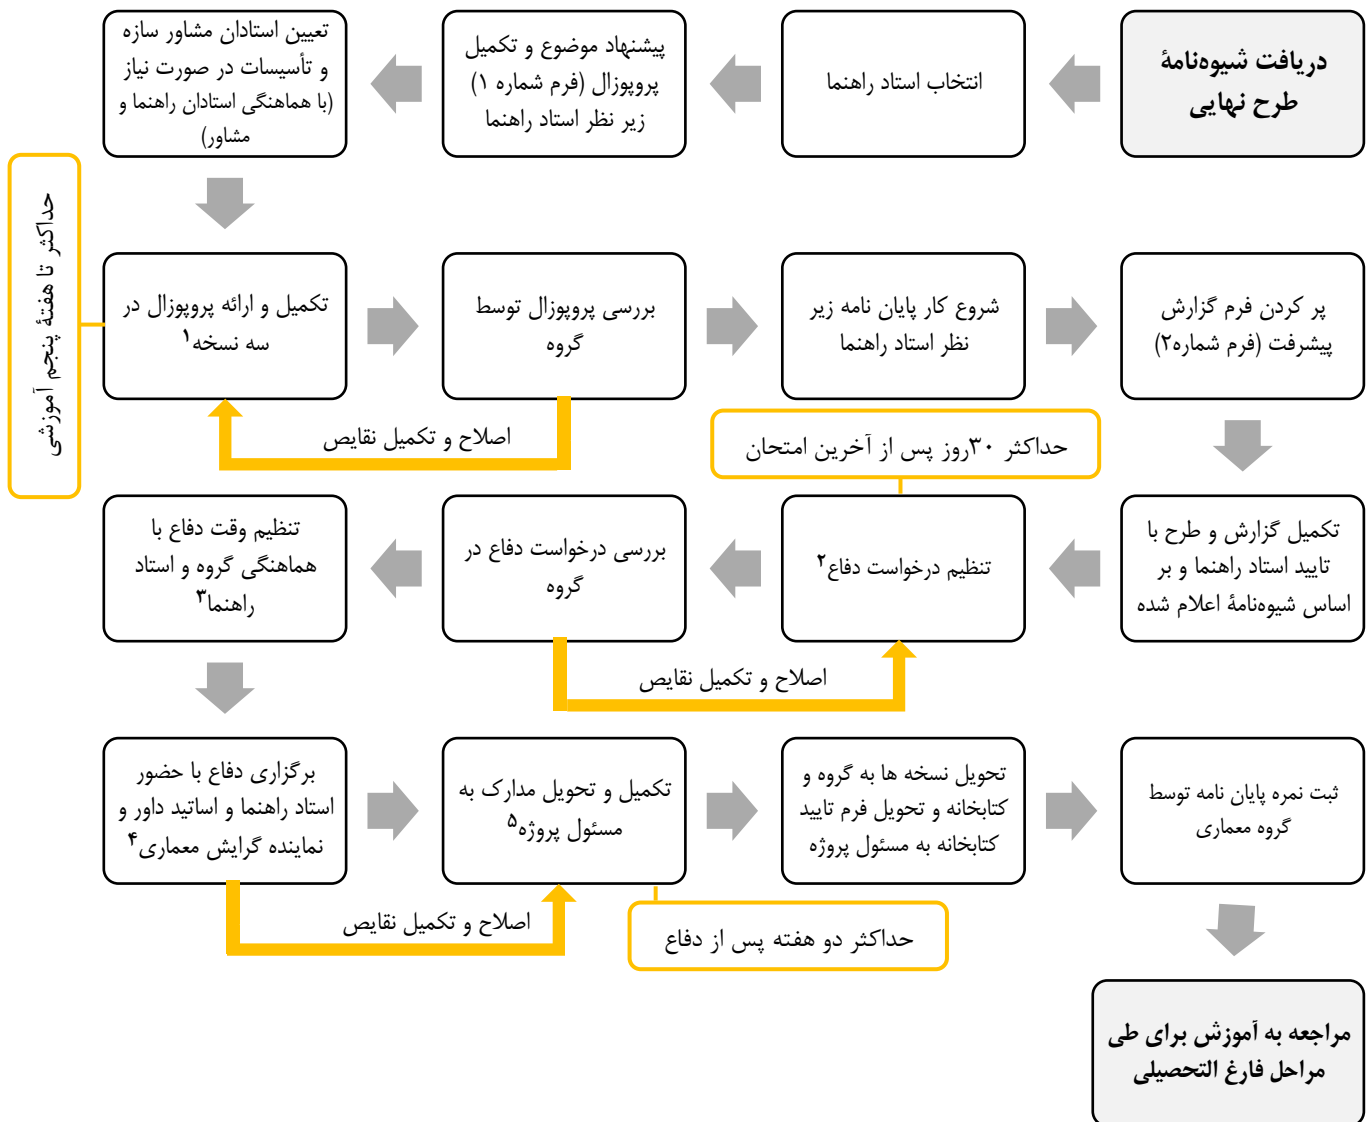 دریافت شیوه‌نامهٔ
طرح نهایی
انتخاب استاد راهنما
پیشنهاد موضوع و تکمیل
پروپوزال (فرم شماره ۱)
زیر نظر استاد راهنما
تعیین استادان مشاور سازه
و تأسیسات در صورت نیاز
(با هماهنگی استادان راهنما و
مشاور)
حداکثر تا هفتهٔ پنجم آموزشی
تکمیل و ارائه پروپوزال در
سه نسخه۱
بررسی پروپوزال توسط
گروه
شروع کار پایان نامه زیر
نظر استاد راهنما
پر کردن فرم گزارش
پیشرفت (فرم شماره۲)
اصلاح و تکمیل نقایص
حداکثر ۳۰روز پس از آخرین امتحان
تکمیل گزارش و طرح با
تایید استاد راهنما و بر
اساس شیوه‌نامهٔ اعلام شده
تنظیم درخواست دفاع۲
بررسی درخواست دفاع در
گروه
تنظیم وقت دفاع با
هماهنگی گروه و استاد
راهنما۳
اصلاح و تکمیل نقایص
برگزاری دفاع با حضور
استاد راهنما و اساتید داور و
نماینده گرایش معماری۴
تکمیل و تحویل مدارک به
مسئول پروژه۵
تحویل نسخه ها به گروه و
کتابخانه و تحویل فرم تایید
کتابخانه به مسئول پروژه
ثبت نمره پایان نامه توسط
گروه معماری
اصلاح و تکمیل نقایص
حداکثر دو هفته پس از دفاع
مراجعه به آموزش برای طی
مراحل فارغ التحصیلی